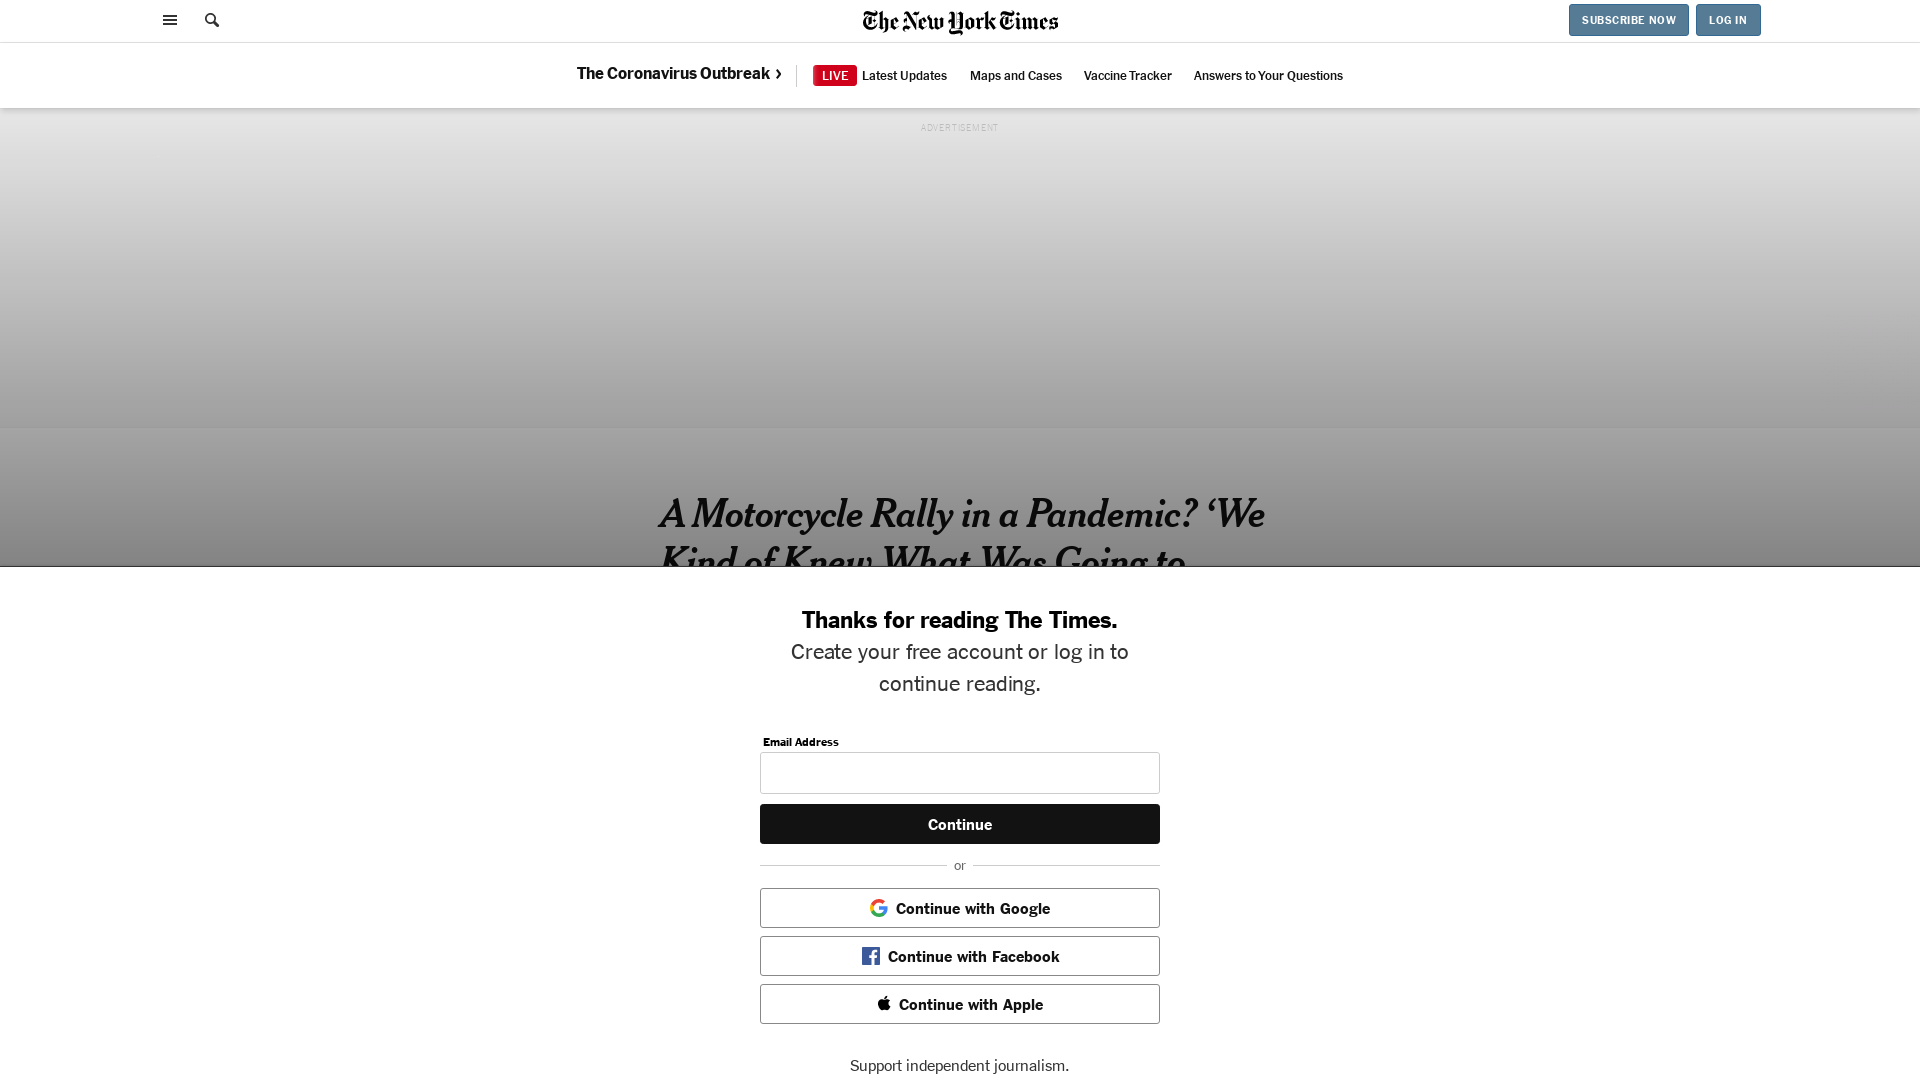 The New York Times
SUBSCRIBE NOW
LOG IN
The Coronavirus Outbreak ›
LIVE Latest Updates
Maps and Cases
Vaccine Tracker
Answers to Your Questions
ADVERTISEMENT
A Motorcycle Rally in a Pandemic? ‘We
Kind of Knew What Was Going to
Thanks for reading The Times.
Create your free account or log in to
continue reading.
Email Address
Continue
or
Continue with Google
Continue with Facebook
Continue with Apple
Support independent journalism.